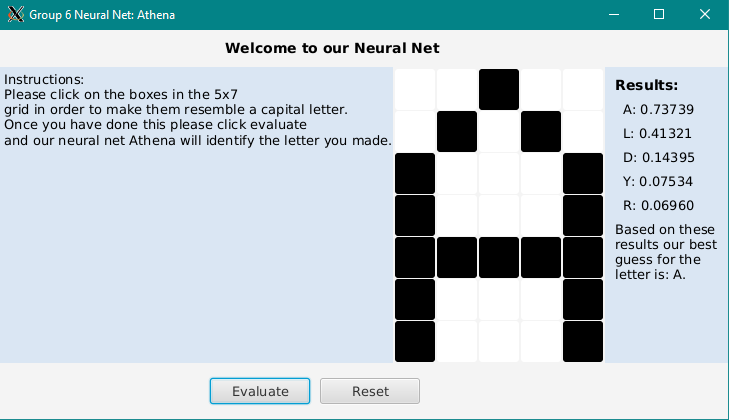 Group 6 Neural Net: Athena
Welcome to our Neural Net
Instructions:
Please click on the boxes in the 5x7
grid in order to make them resemble a capital letter.
Once you have done this please click evaluate
and our neural net Athena will identify the letter you made.
Results:
A: 0.73739
L: 0.41321
D: 0.14395
Y: 0.07534
R: 0.06960
Based on these
results our best
guess for the
letter is: A.
Evaluate
Reset